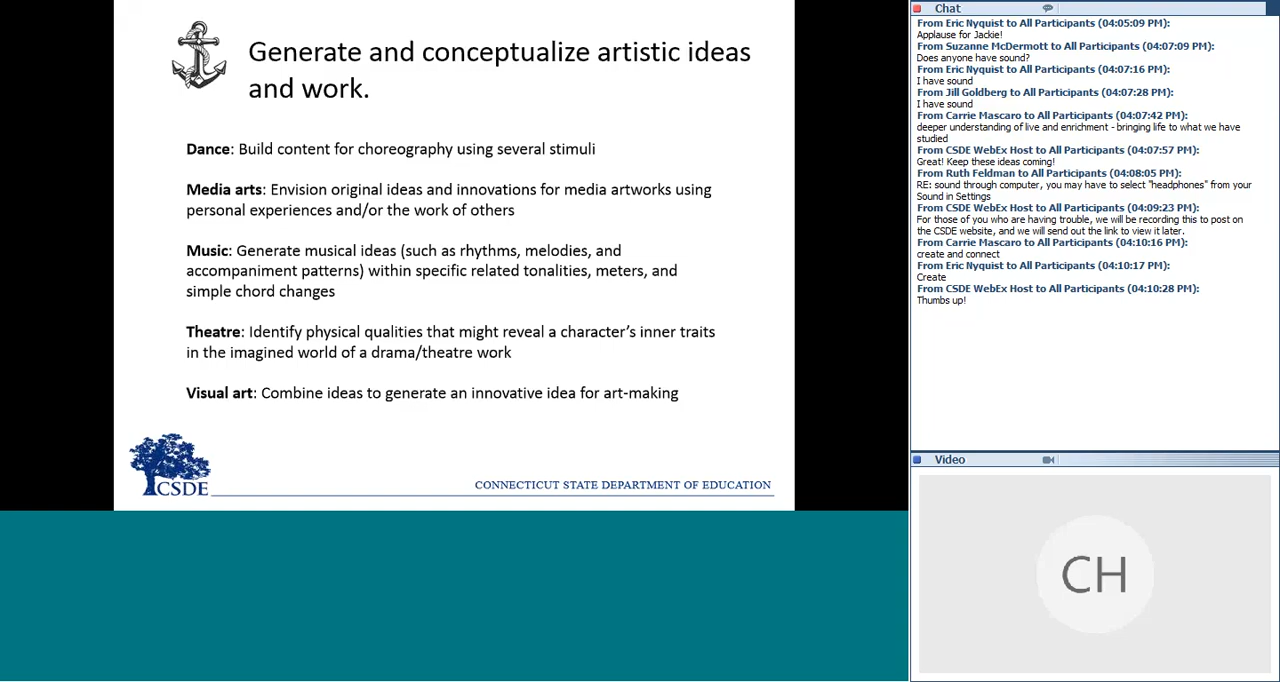 Generate and conceptualize artistic ideas
and work.
Dance: Build content for choreography using several stimuli
Media arts: Envision original ideas and innovations for media artworks using
personal experiences and/or the work of others
Music: Generate musical ideas (such as rhythms, melodies, and
accompaniment patterns) within specific related tonalities, meters, and
simple chord changes
Theatre: Identify physical qualities that might reveal a character's inner traits
in the imagined world of a drama/theatre work
Visual art: Combine ideas to generate an innovative idea for art-making
CSDE
CONNECTICUT STATE DEPARTMENT OF EDUCATION
Chat
From Eric Nyquist to All Participants (04:05:09 PM):
Applause for Jackie!
From Suzanne McDermott to All Participants (04:07:09 PM):
Does anyone have sound?
From Eric Nyquist to All Participants (04:07:16 PM):
I have sound
From Jill Goldberg to All Participants (04:07:28 PM):
I have sound
From Carrie Mascaro to All Participants (04:07:42 PM):
deeper understanding of live and enrichment - bringing life to what we have
studied
From CSDE WebEx Host to All Participants (04:07:57 PM):
Great! Keep these ideas coming!
From Ruth Feldman to All Participants (04:08:05 PM):
RE: sound through computer, you may have to select "headphones" from your
Sound in Settings
From CSDE WebEx Host to All Participants (04:09:23 PM):
For those of you who are having trouble, we will be recording this to post on
the CSDE website, and we will send out the link to view it later.
From Carrie Mascaro to All Participants (04:10:16 PM):
create and connect
From Eric Nyquist to All Participants (04:10:17 PM):
Create
From CSDE WebEx Host to All Participants (04:10:28 PM):
Thumbs up!
Video
CH